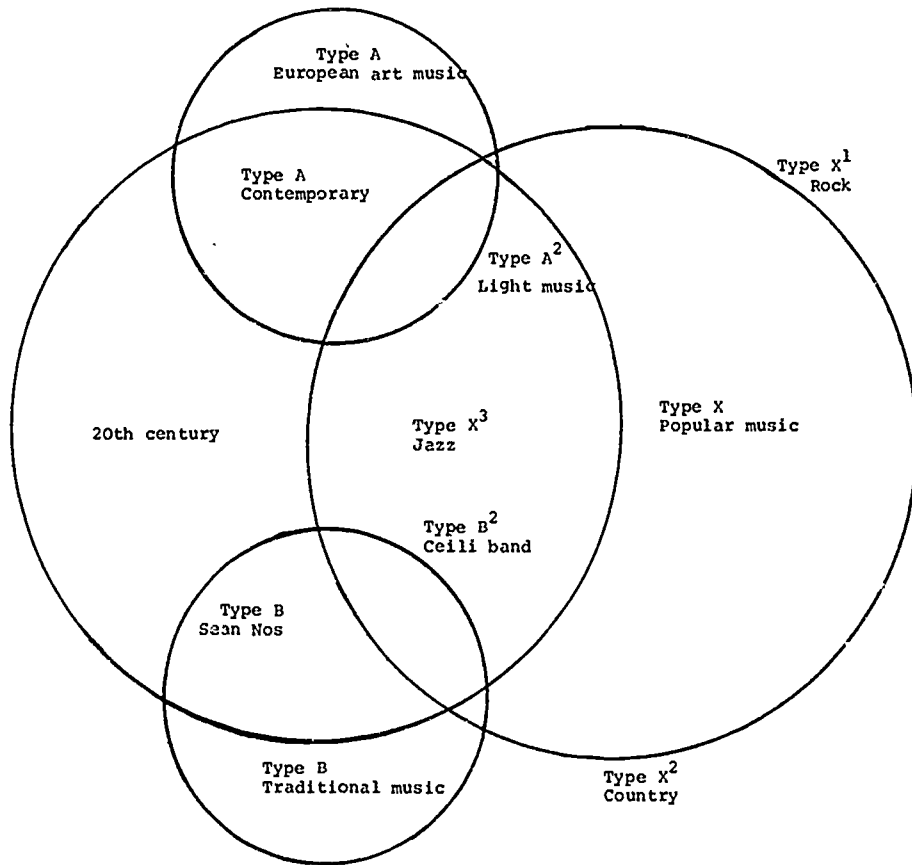 Type A
European art music
Type A
Contemporary
Type X¹
Rock
Type A²
Light music
20th century
Type X³
Jazz
Type X
Popular music
Type B²
Ceili band
Type B
Sean Nos
Type B
Traditional music
Type X²
Country